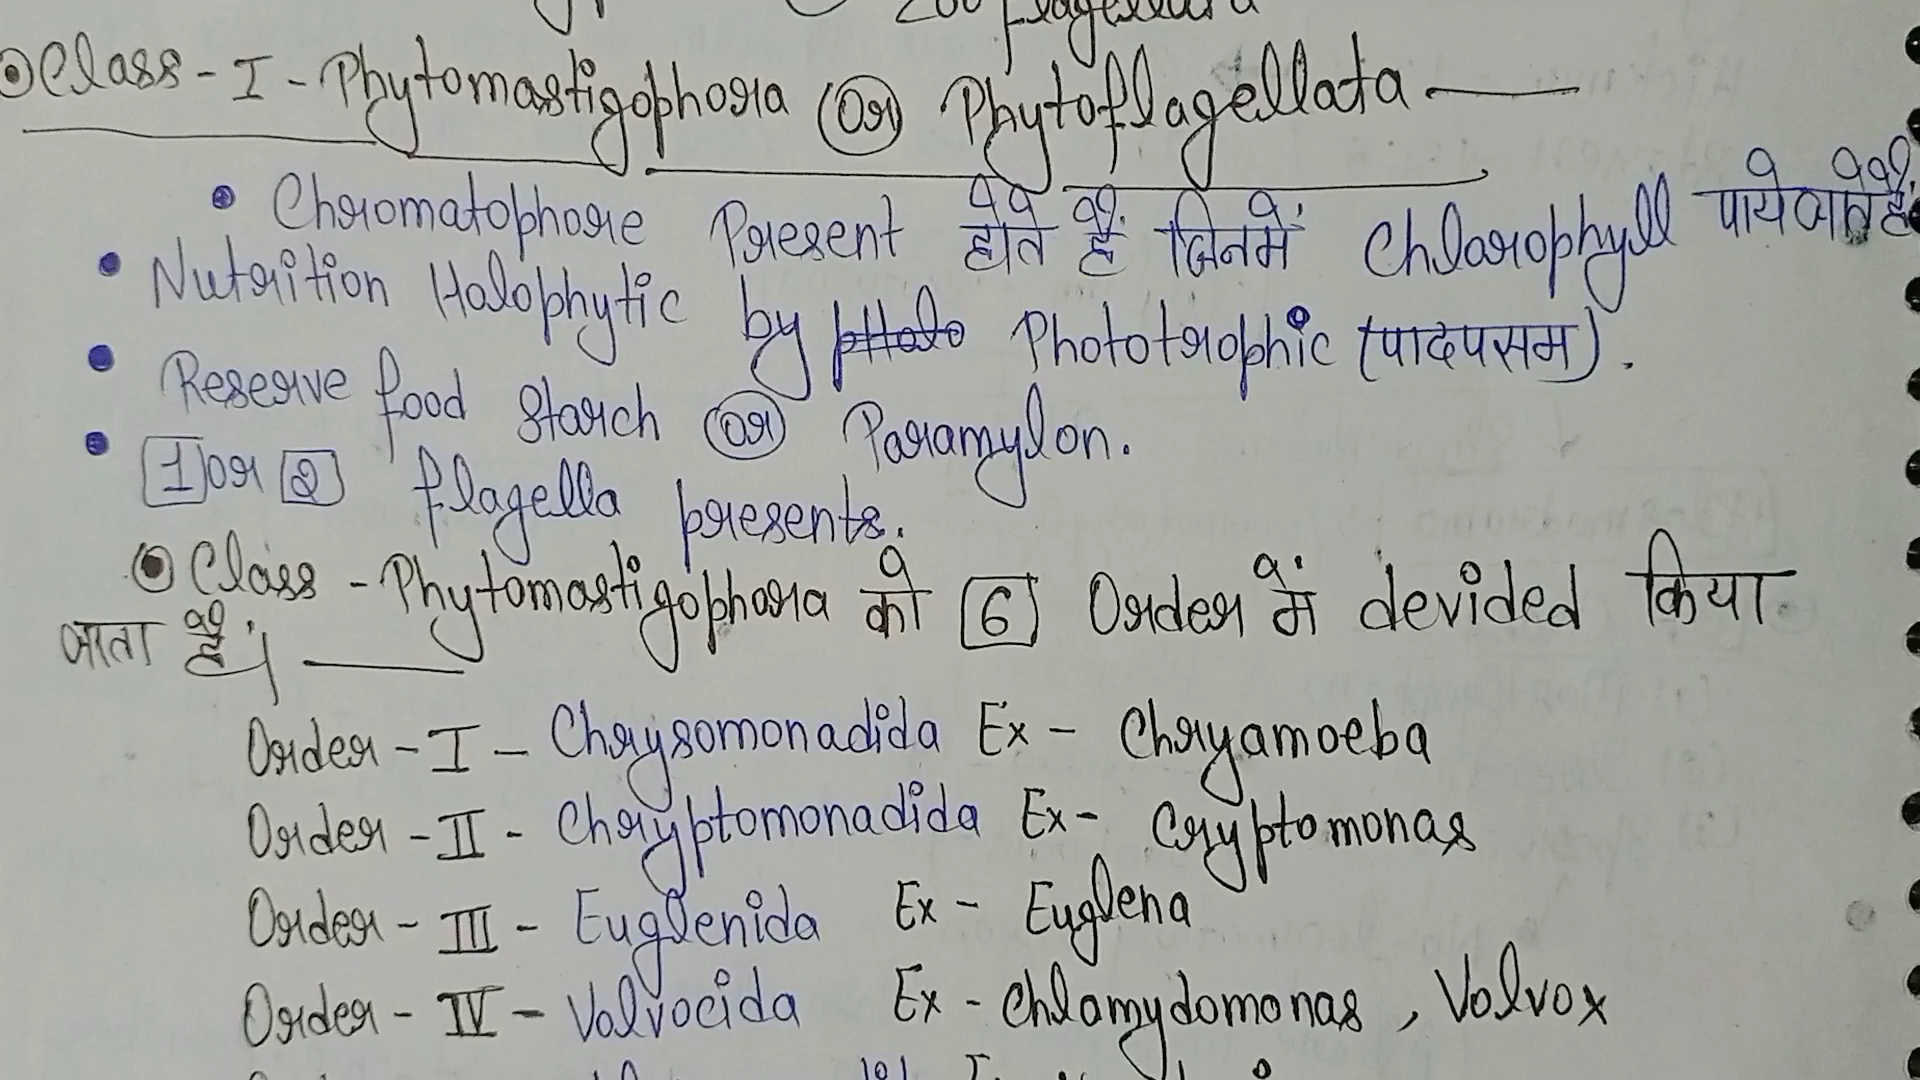 Zooflagellata
Class - I - Phytomastigophora (or) Phytoflagellata —
• Chromatophore Present होते हैं जिनमें Chlorophyll पाये जाते हैं
• Nutrition Halophytic by Phototrophic (पादपसम).
• Reserve food Starch (or) Paramylon.
• 1 or 2 flagella presents.
Class - Phytomastigophora को 6 Order में devided किया
जाता है। —
Order - I - Chrysomonadida Ex - Chryamoeba
Order - II - Chryptomonadida Ex - Cryptomonas
Order - III - Euglenida Ex - Euglena
Order - IV - Volvocida Ex - Chlamydomonas, Volvox